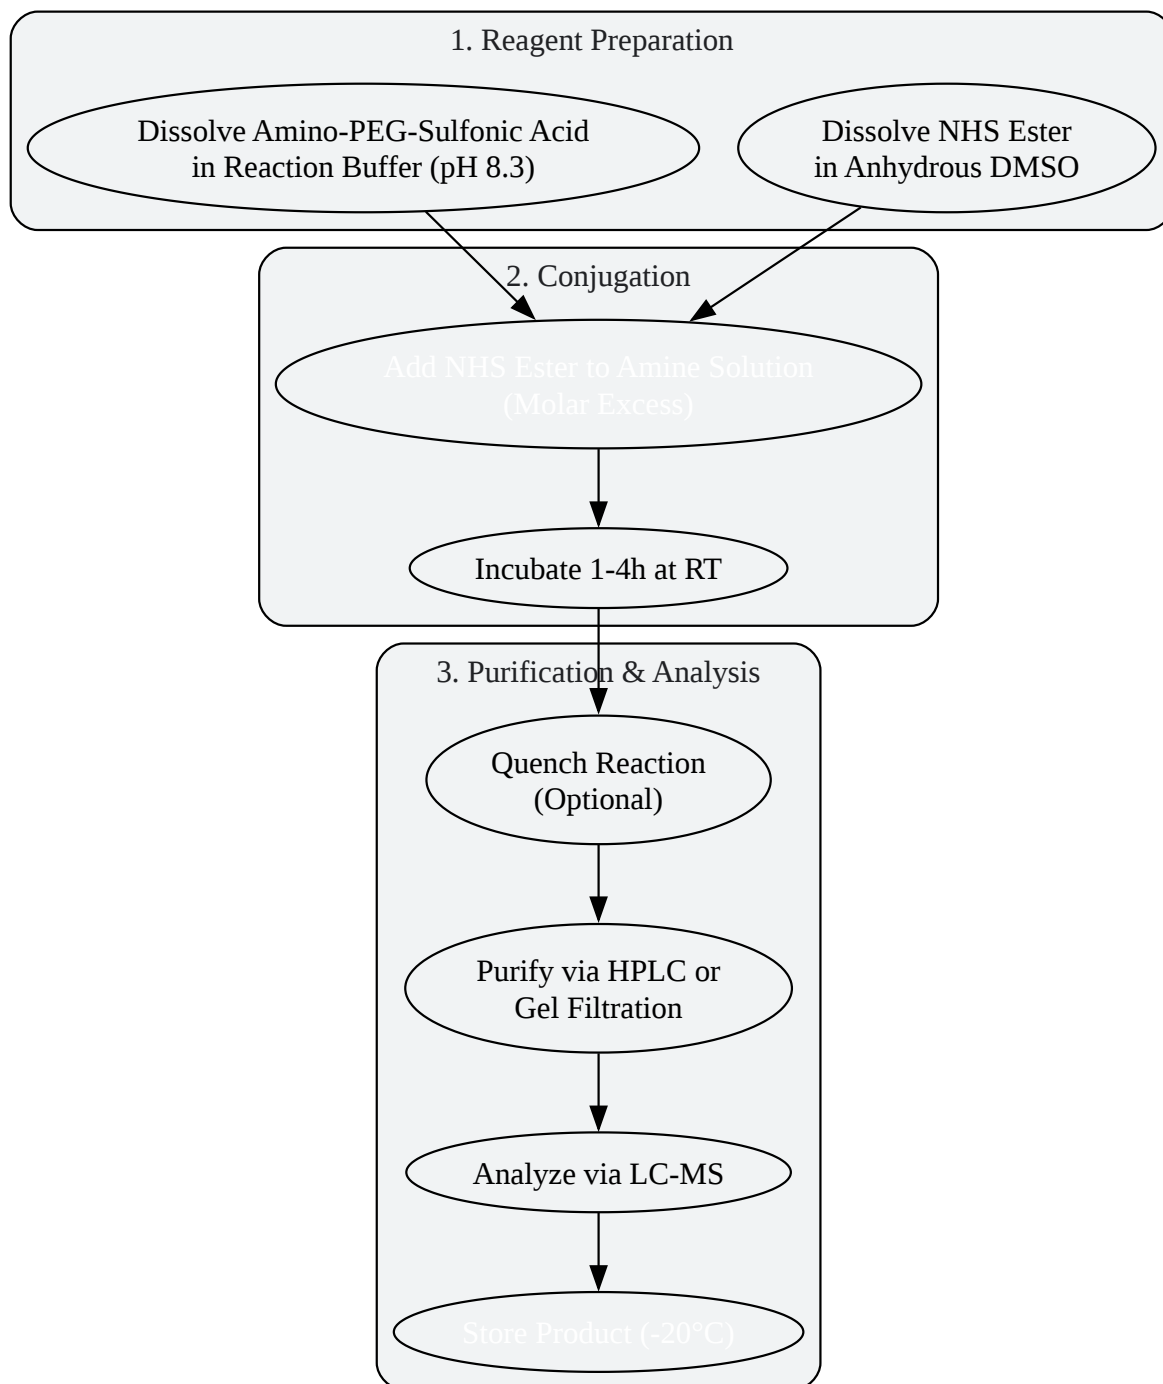 1. Reagent Preparation
Dissolve Amino-PEG-Sulfonic Acid
in Reaction Buffer (pH 8.3)
Dissolve NHS Ester
in Anhydrous DMSO
2. Conjugation
Add NHS Ester to Amine Solution
(Molar Excess)
Incubate 1-4h at RT
3. Purification & Analysis
Quench Reaction
(Optional)
Purify via HPLC or
Gel Filtration
Analyze via LC-MS
Store Product (-20°C)